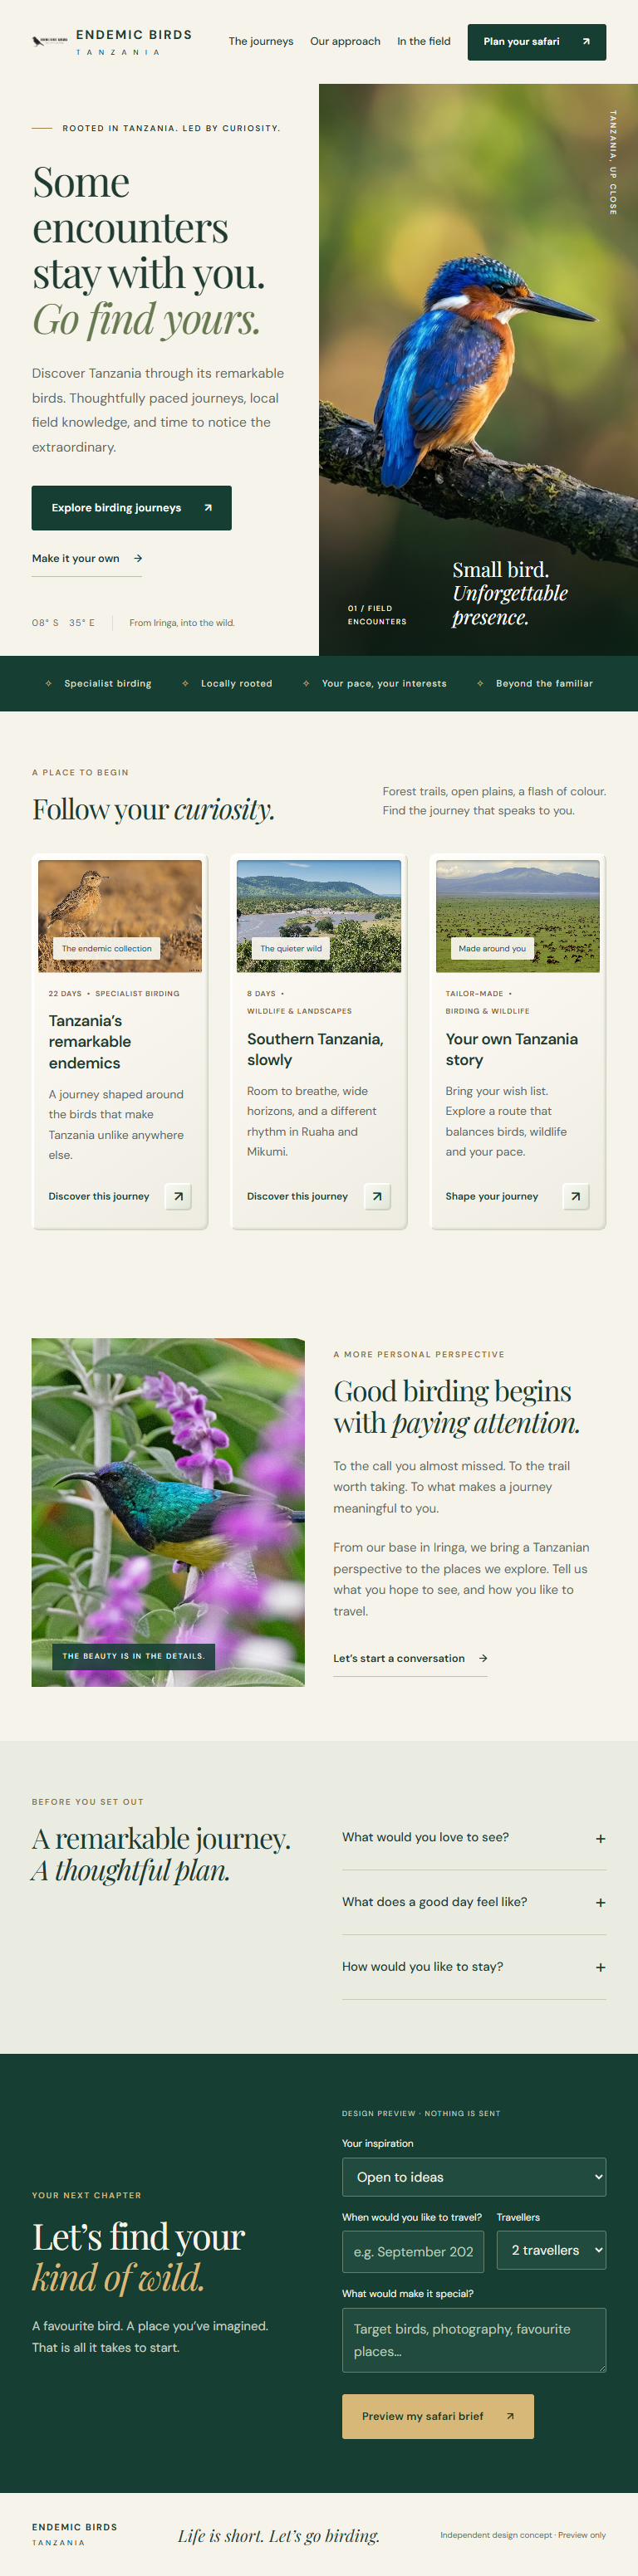 ENDEMIC BIRDS
TANZANIA
The journeys
Our approach
In the field
Plan your safari
ROOTED IN TANZANIA. LED BY CURIOSITY.
Some
encounters
stay with you.
Go find yours.
Discover Tanzania through its remarkable
birds. Thoughtfully paced journeys, local
field knowledge, and time to notice the
extraordinary.
Explore birding journeys
Make it your own
08° S 35° E
From Iringa, into the wild.
TANZANIA, UP CLOSE
01 / FIELD
ENCOUNTERS
Small bird.
Unforgettable
presence.
Specialist birding
Locally rooted
Your pace, your interests
Beyond the familiar
A PLACE TO BEGIN
Follow your curiosity.
Forest trails, open plains, a flash of colour.
Find the journey that speaks to you.
The endemic collection
22 DAYS • SPECIALIST BIRDING
Tanzania’s
remarkable
endemics
A journey shaped around
the birds that make
Tanzania unlike anywhere
else.
Discover this journey
The quieter wild
8 DAYS •
WILDLIFE & LANDSCAPES
Southern Tanzania,
slowly
Room to breathe, wide
horizons, and a different
rhythm in Ruaha and
Mikumi.
Discover this journey
Made around you
TAILOR-MADE •
BIRDING & WILDLIFE
Your own Tanzania
story
Bring your wish list.
Explore a route that
balances birds, wildlife
and your pace.
Shape your journey
THE BEAUTY IS IN THE DETAILS.
A MORE PERSONAL PERSPECTIVE
Good birding begins
with paying attention.
To the call you almost missed. To the trail
worth taking. To what makes a journey
meaningful to you.
From our base in Iringa, we bring a Tanzanian
perspective to the places we explore. Tell us
what you hope to see, and how you like to
travel.
Let’s start a conversation
BEFORE YOU SET OUT
A remarkable journey.
A thoughtful plan.
What would you love to see?
What does a good day feel like?
How would you like to stay?
YOUR NEXT CHAPTER
Let’s find your
kind of wild.
A favourite bird. A place you’ve imagined.
That is all it takes to start.
DESIGN PREVIEW · NOTHING IS SENT
Your inspiration
Open to ideas
When would you like to travel?
e.g. September 202
Travellers
2 travellers
What would make it special?
Target birds, photography, favourite
places…
Preview my safari brief
ENDEMIC BIRDS
TANZANIA
Life is short. Let’s go birding.
Independent design concept · Preview only